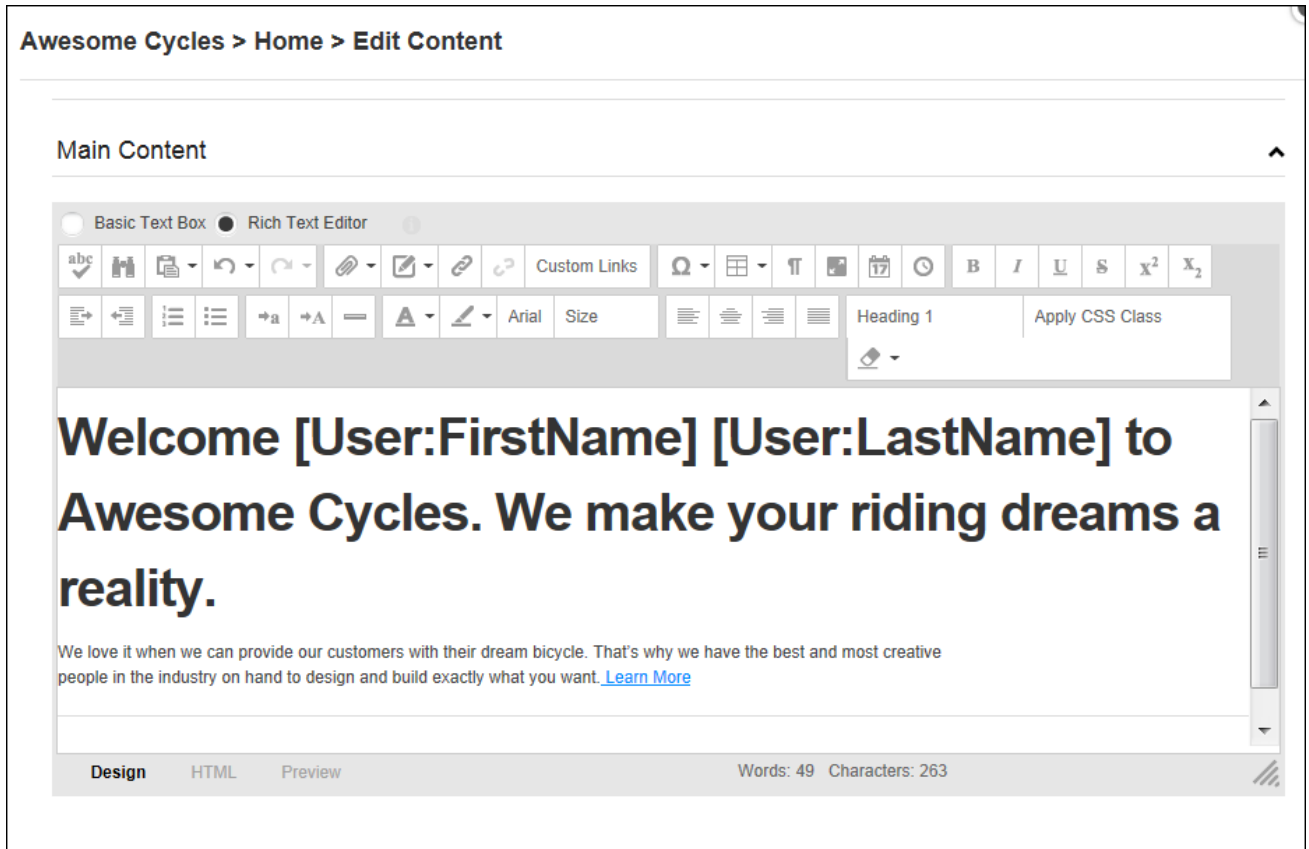 Awesome Cycles > Home > Edit Content
Main Content
Basic Text Box Rich Text Editor
abc Custom Links Ω ¶ 17 B I U S x² X₂
a A A Arial Size Heading 1 Apply CSS Class
Welcome [User:FirstName] [User:LastName] to
Awesome Cycles. We make your riding dreams a
reality.
We love it when we can provide our customers with their dream bicycle. That's why we have the best and most creative
people in the industry on hand to design and build exactly what you want. Learn More
Design HTML Preview Words: 49 Characters: 263